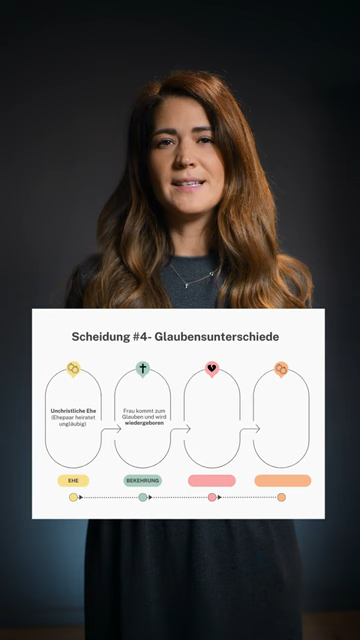 Scheidung #4- Glaubensunterschiede
Unchristliche Ehe
(Ehepaar heiratet
ungläubig)
Frau kommt zum
Glauben und wird
wiedergeboren
EHE
BEKEHRUNG